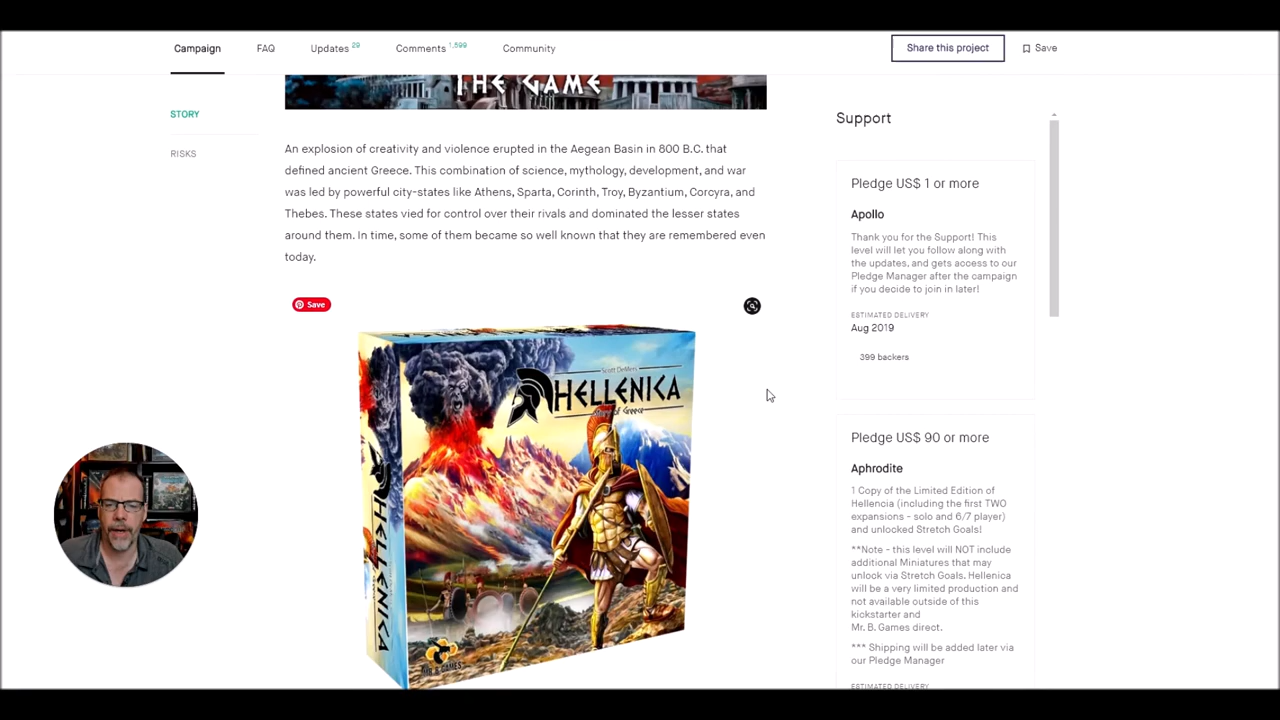 Campaign
FAQ
Updates 29
Comments 1,599
Community
Share this project
Save
STORY
RISKS
THE GAME
An explosion of creativity and violence erupted in the Aegean Basin in 800 B.C. that
defined ancient Greece. This combination of science, mythology, development, and war
was led by powerful city-states like Athens, Sparta, Corinth, Troy, Byzantium, Corcyra, and
Thebes. These states vied for control over their rivals and dominated the lesser states
around them. In time, some of them became so well known that they are remembered even
today.
Save
Scott DeMers
HELLENICA
Story of Greece
HELLENICA
MR B GAMES
Support
Pledge US$ 1 or more
Apollo
Thank you for the Support! This
level will let you follow along with
the updates, and gets access to our
Pledge Manager after the campaign
if you decide to join in later!
ESTIMATED DELIVERY
Aug 2019
399 backers
Pledge US$ 90 or more
Aphrodite
1 Copy of the Limited Edition of
Hellencia (including the first TWO
expansions - solo and 6/7 player)
and unlocked Stretch Goals!
**Note - this level will NOT include
additional Miniatures that may
unlock via Stretch Goals. Hellenica
will be a very limited production and
not available outside of this
kickstarter and
Mr. B. Games direct.
*** Shipping will be added later via
our Pledge Manager
ESTIMATED DELIVERY